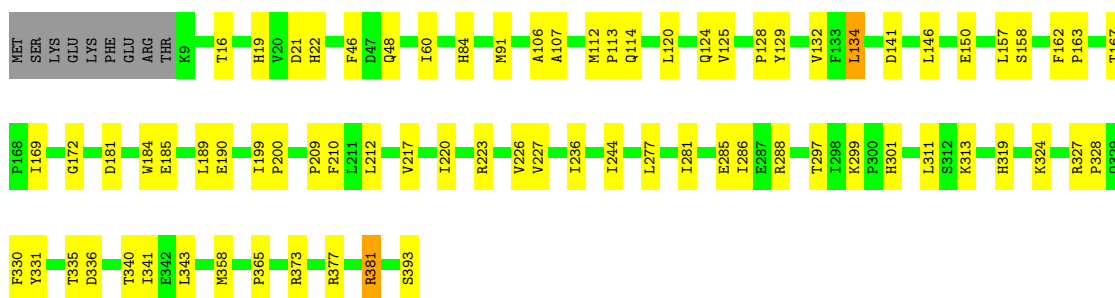 MET SER LYS GLU LYS PHE GLU ARG THR K9 T16 H19 V20 D21 H22 F46 D47 Q48 I60 H84 M91 A106 A107 M112 P113 Q114 L120 Q124 V125 P128 Y129 V132 F133 L134 D141 L146 E150 L157 S158 F162 P163 T167
P168 I169 G172 D181 W184 E185 L189 E190 I199 P200 P209 F210 L211 L212 V217 I220 R223 V226 V227 I236 I244 L277 I281 E285 I286 E287 R288 T297 I298 K299 P300 H301 L311 S312 K313 H319 K324 R327 P328
F330 Y331 T335 D336 T340 I341 E342 L343 M358 P365 R373 R377 R381 S393